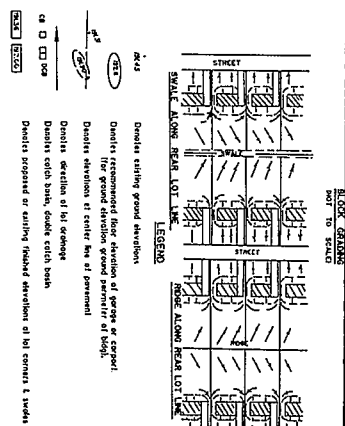 BLOCK GRADING
(NOT TO SCALE)
STREET
SWALE ALONG REAR LOT LINE
SWALE
STREET
RIDGE ALONG REAR LOT LINE
RIDGE
LEGEND
Denotes existing ground elevations
Denotes recommended floor elevation of garage or carport.
(for ground elevation ground perimeter of bldg).
Denotes elevations at center line of pavement
Denotes direction of lot drainage
CB DCB
Denotes catch basin, double catch basin
Denotes proposed or existing finished elevations at lot corners & swales